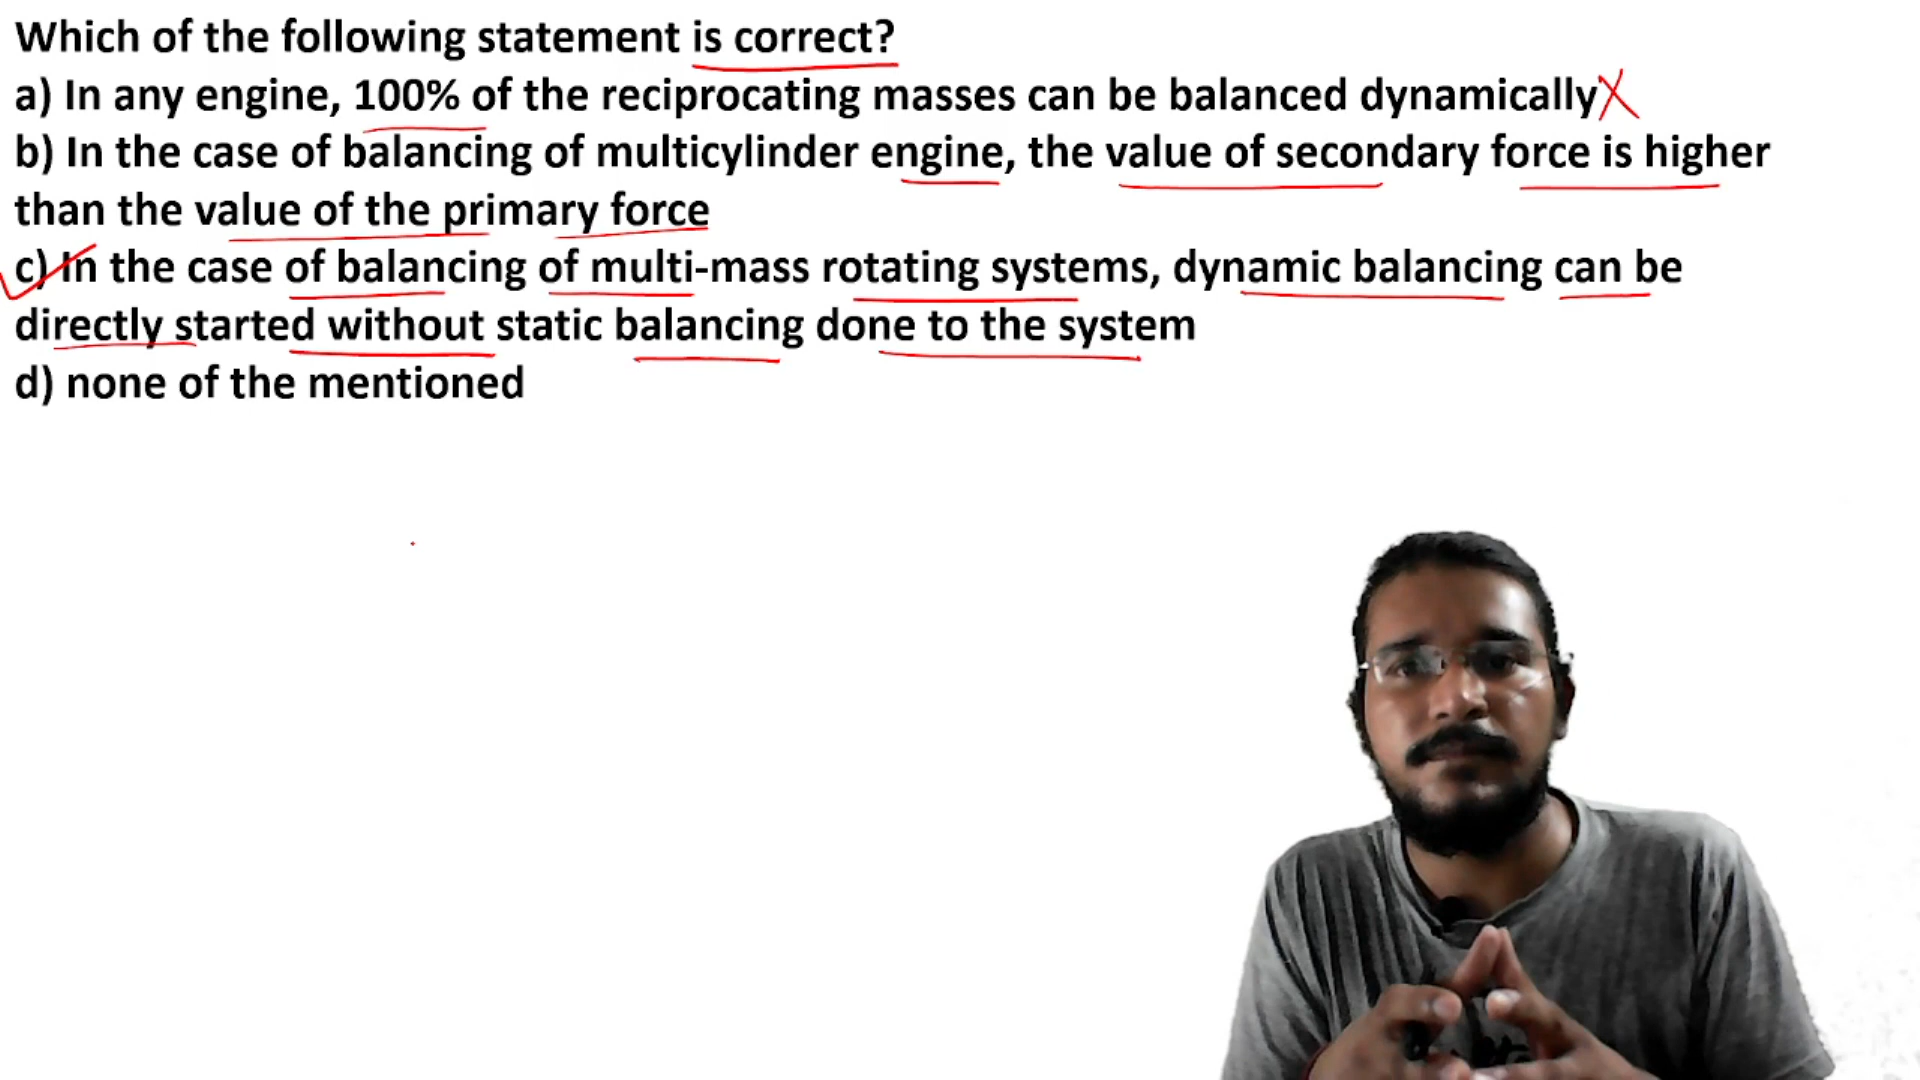 Which of the following statement is correct?
a) In any engine, 100% of the reciprocating masses can be balanced dynamically
b) In the case of balancing of multicylinder engine, the value of secondary force is higher
than the value of the primary force
c) In the case of balancing of multi-mass rotating systems, dynamic balancing can be
directly started without static balancing done to the system
d) none of the mentioned